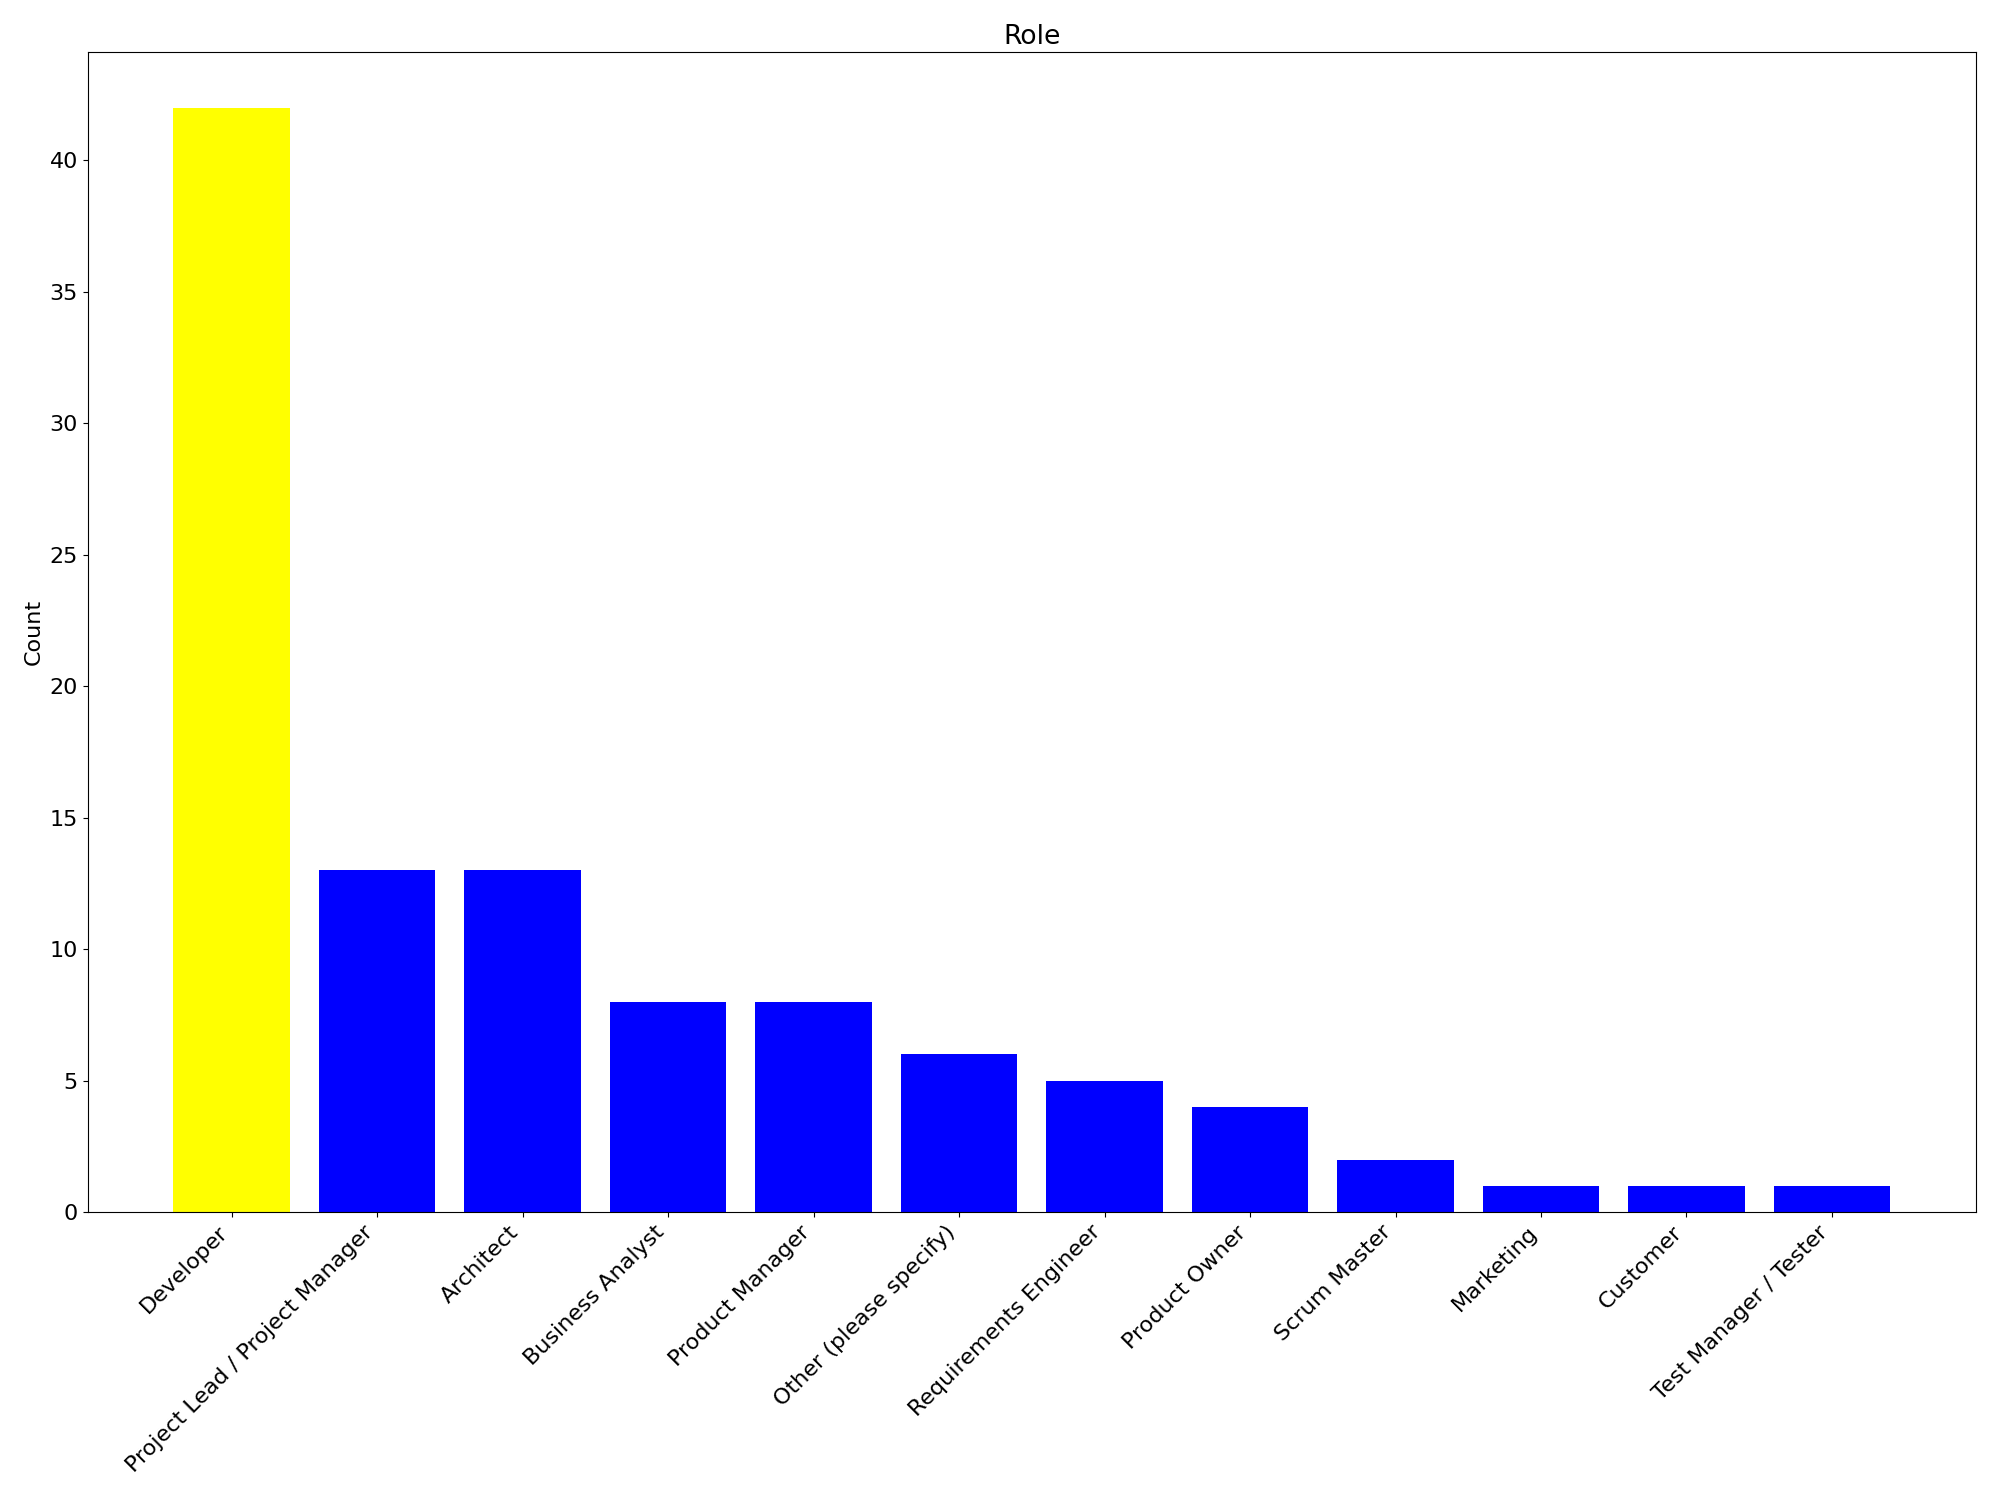 Role
Count
40
35
30
25
20
15
10
5
0
Developer
Project Lead / Project Manager
Architect
Business Analyst
Product Manager
Other (please specify)
Requirements Engineer
Product Owner
Scrum Master
Marketing
Customer
Test Manager / Tester